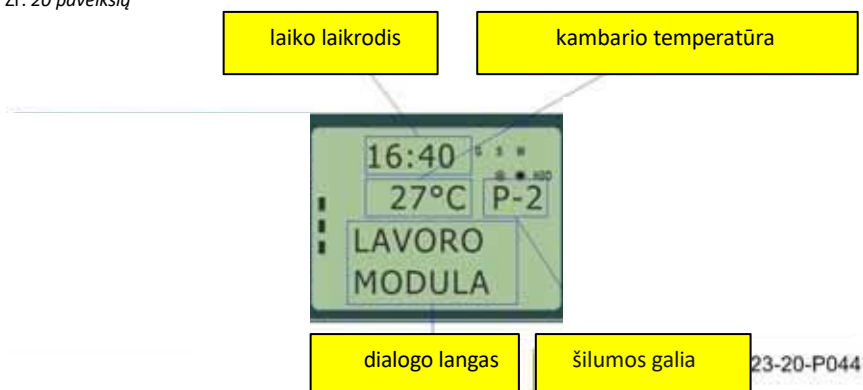 Žr. 20 paveikslą
laiko laikrodis
kambario temperatūra
16:40 G S M
27°C P-2
LAVORO
MODULA
dialogo langas
šilumos galia
23-20-P044